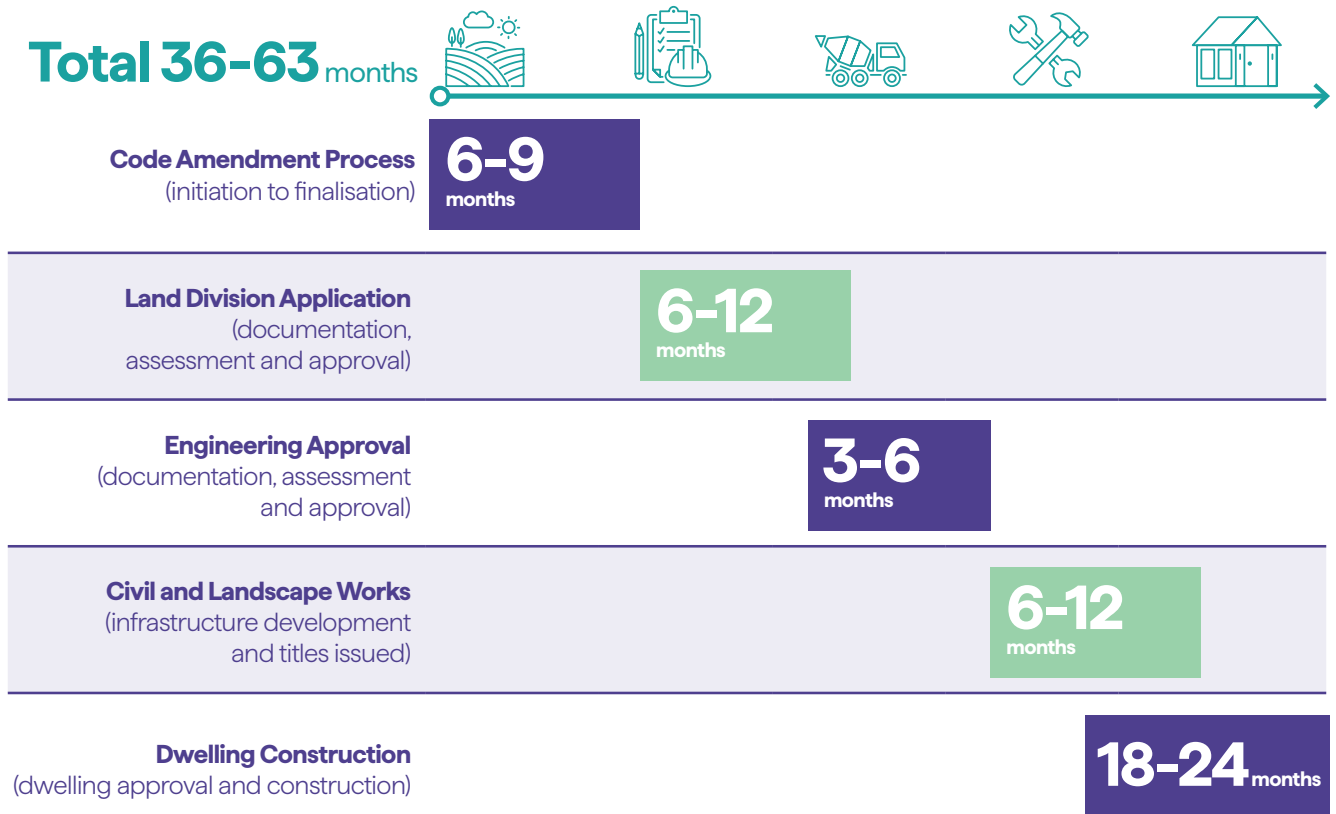 Total 36-63 months
Code Amendment Process
(initiation to finalisation)
6-9
months
Land Division Application
(documentation,
assessment and approval)
6-12
months
Engineering Approval
(documentation, assessment
and approval)
3-6
months
Civil and Landscape Works
(infrastructure development
and titles issued)
6-12
months
Dwelling Construction
(dwelling approval and construction)
18-24 months